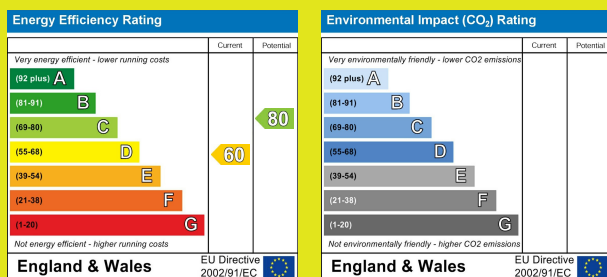 Energy Efficiency Rating
Current Potential
Very energy efficient - lower running costs
(92 plus) A
(81-91) B
(69-80) C
80
(55-68) D
60
(39-54) E
(21-38) F
(1-20) G
Not energy efficient - higher running costs
England & Wales
EU Directive
2002/91/EC
Environmental Impact (CO₂) Rating
Current Potential
Very environmentally friendly - lower CO2 emissions
(92 plus) A
(81-91) B
(69-80) C
(55-68) D
(39-54) E
(21-38) F
(1-20) G
Not environmentally friendly - higher CO2 emissions
England & Wales
EU Directive
2002/91/EC